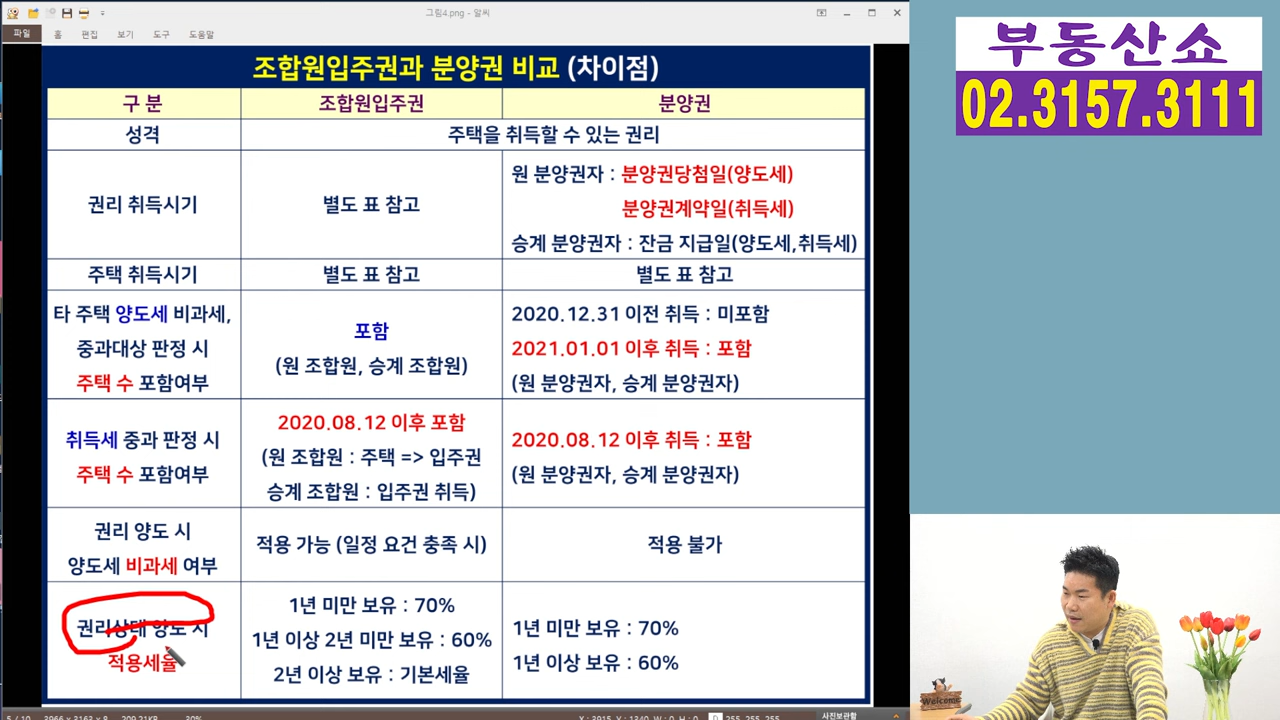 그림4.png - 알씨
파일 홈 편집 보기 도구 도움말
부동산쇼
02.3157.3111
조합원입주권과 분양권 비교 (차이점)
구 분 조합원입주권 분양권
성격 주택을 취득할 수 있는 권리
권리 취득시기 별도 표 참고
원 분양권자 : 분양권당첨일(양도세)
분양권계약일(취득세)
승계 분양권자 : 잔금 지급일(양도세,취득세)
주택 취득시기 별도 표 참고 별도 표 참고
타 주택 양도세 비과세,
중과대상 판정 시
주택 수 포함여부
포함
(원 조합원, 승계 조합원)
2020.12.31 이전 취득 : 미포함
2021.01.01 이후 취득 : 포함
(원 분양권자, 승계 분양권자)
취득세 중과 판정 시
주택 수 포함여부
2020.08.12 이후 포함
(원 조합원 : 주택 => 입주권
승계 조합원 : 입주권 취득)
2020.08.12 이후 취득 : 포함
(원 분양권자, 승계 분양권자)
권리 양도 시
양도세 비과세 여부
적용 가능 (일정 요건 충족 시)
적용 불가
권리상태 양도 시
적용세율
1년 미만 보유 : 70%
1년 이상 2년 미만 보유 : 60%
2년 이상 보유 : 기본세율
1년 미만 보유 : 70%
1년 이상 보유 : 60%
Welcome